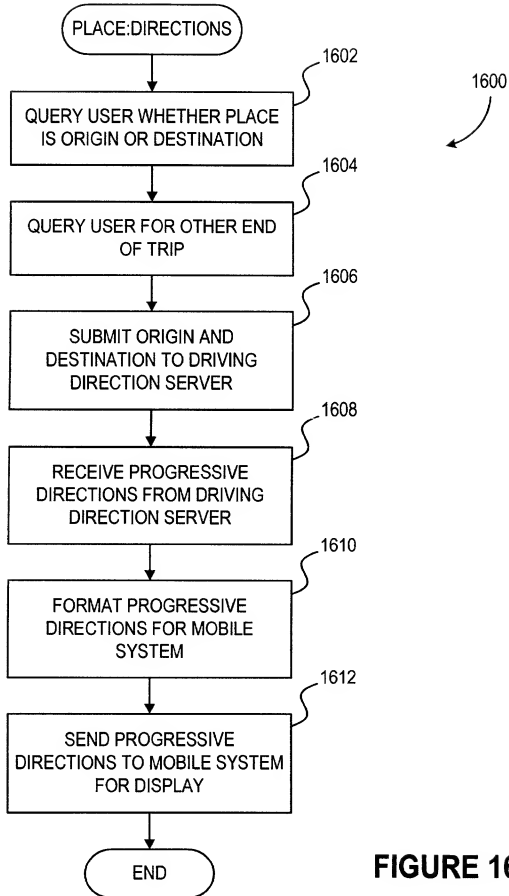 PLACE:DIRECTIONS
1602
1600
QUERY USER WHETHER PLACE
IS ORIGIN OR DESTINATION
1604
QUERY USER FOR OTHER END
OF TRIP
1606
SUBMIT ORIGIN AND
DESTINATION TO DRIVING
DIRECTION SERVER
1608
RECEIVE PROGRESSIVE
DIRECTIONS FROM DRIVING
DIRECTION SERVER
1610
FORMAT PROGRESSIVE
DIRECTIONS FOR MOBILE
SYSTEM
1612
SEND PROGRESSIVE
DIRECTIONS TO MOBILE SYSTEM
FOR DISPLAY
END
FIGURE 16